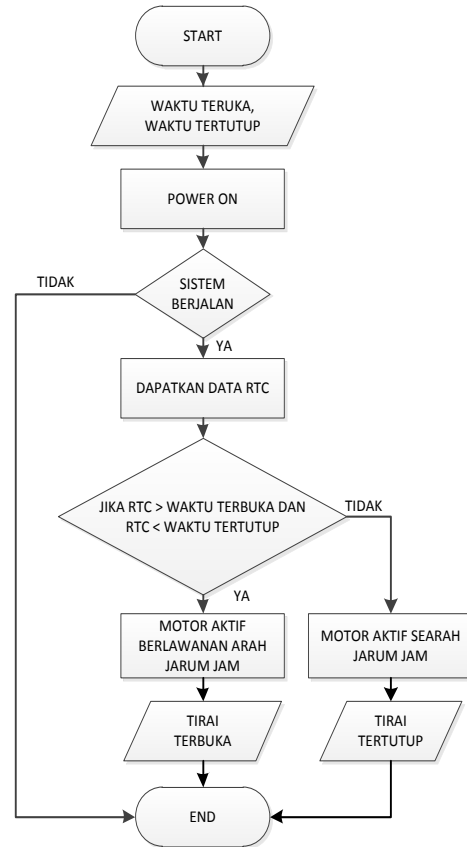 START
WAKTU TERUKA,
WAKTU TERTUTUP
POWER ON
TIDAK
SISTEM
BERJALAN
YA
DAPATKAN DATA RTC
JIKA RTC > WAKTU TERBUKA DAN
RTC < WAKTU TERTUTUP
TIDAK
YA
MOTOR AKTIF
BERLAWANAN ARAH
JARUM JAM
MOTOR AKTIF SEARAH
JARUM JAM
TIRAI
TERBUKA
TIRAI
TERTUTUP
END